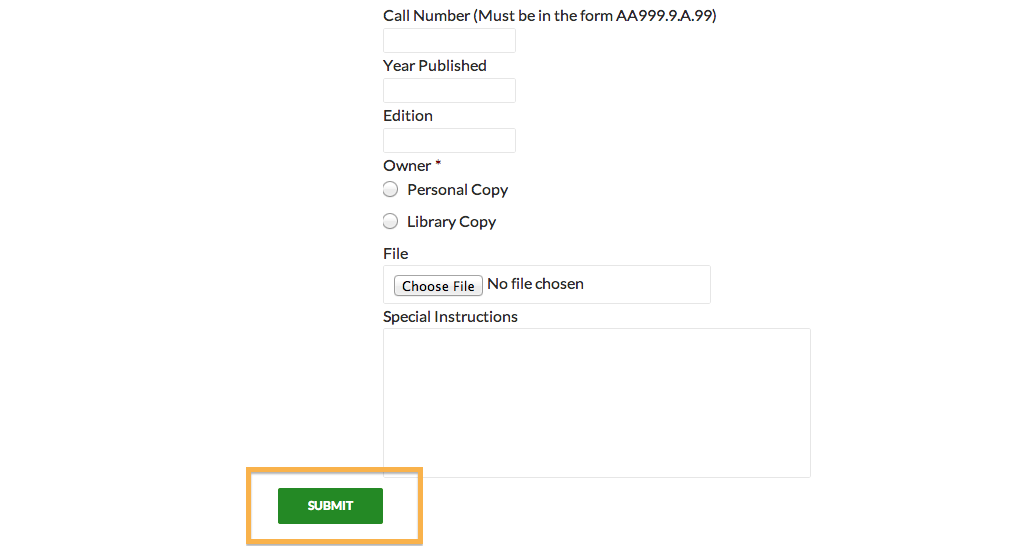 Call Number (Must be in the form AA999.9.A.99)
Year Published
Edition
Owner *
Personal Copy
Library Copy
File
Choose File No file chosen
Special Instructions
SUBMIT